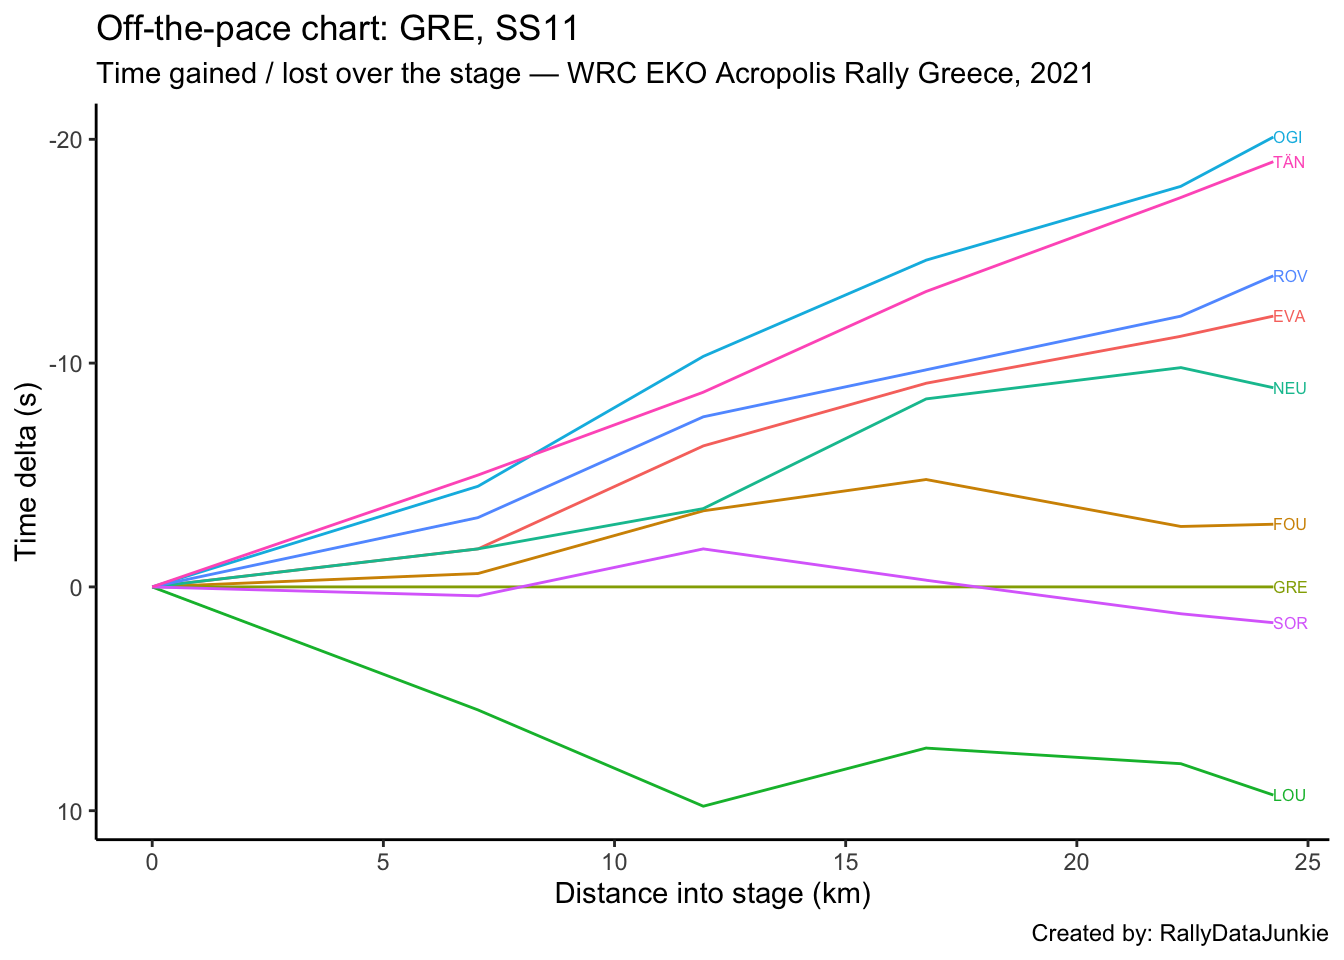 Off-the-pace chart: GRE, SS11
Time gained / lost over the stage — WRC EKO Acropolis Rally Greece, 2021
Time delta (s)
-20
-10
0
10
OGI
TÄN
ROV
EVA
NEU
FOU
GRE
SOR
LOU
0 5 10 15 20 25
Distance into stage (km)
Created by: RallyDataJunkie